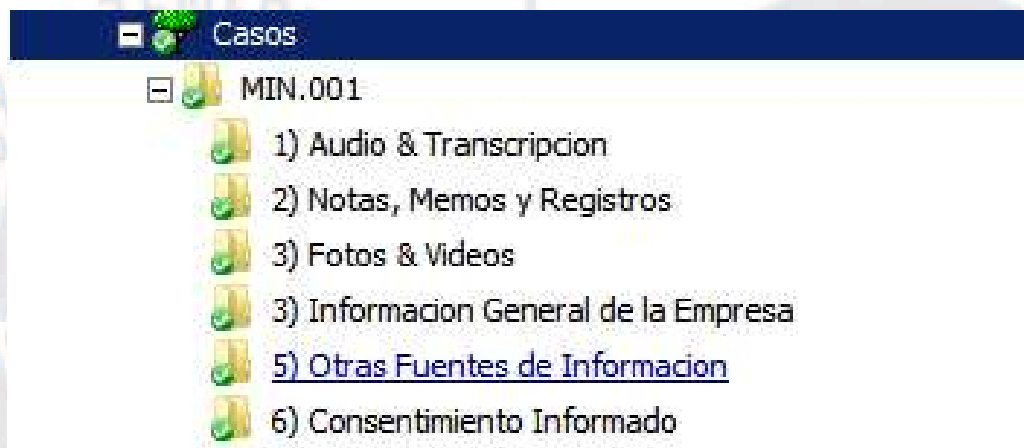 Casos
MIN.001
1) Audio & Transcripcion
2) Notas, Memos y Registros
3) Fotos & Videos
3) Informacion General de la Empresa
5) Otras Fuentes de Informacion
6) Consentimiento Informado